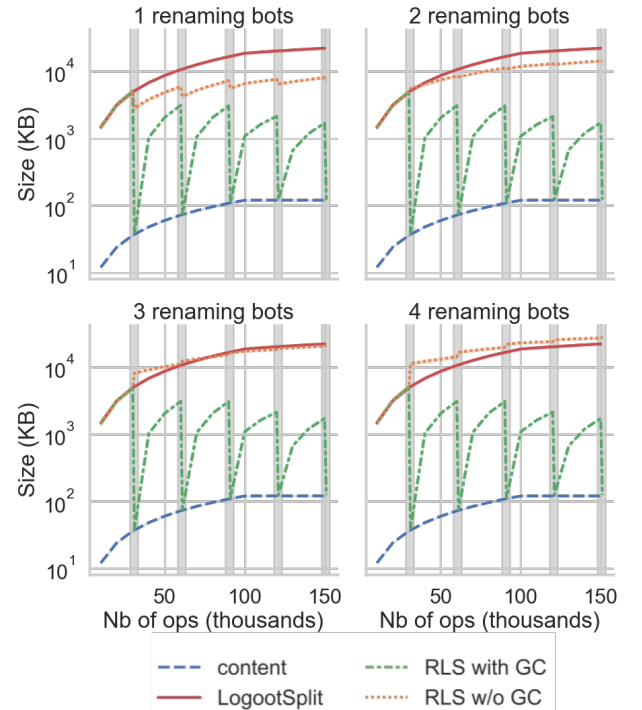 1 renaming bots
2 renaming bots
Size (KB)
10^4
10^3
10^2
10^1
3 renaming bots
4 renaming bots
Size (KB)
10^4
10^3
10^2
10^1
50
100
150
50
100
150
Nb of ops (thousands)
Nb of ops (thousands)
content
RLS with GC
LogootSplit
RLS w/o GC